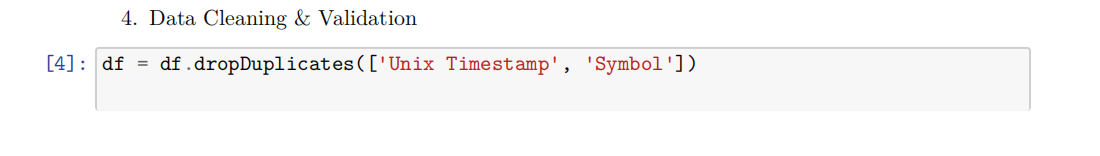 4. Data Cleaning & Validation
[4]: df = df.dropDuplicates(['Unix Timestamp', 'Symbol'])